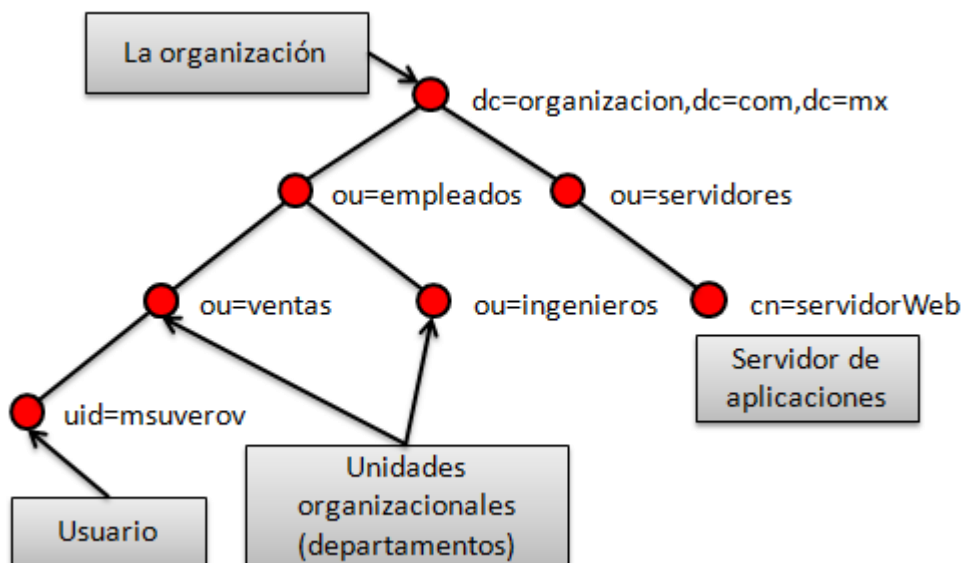 La organización
dc=organizacion,dc=com,dc=mx
ou=empleados
ou=servidores
ou=ventas
ou=ingenieros
cn=servidorWeb
Servidor de
aplicaciones
uid=msuverov
Unidades
organizacionales
(departamentos)
Usuario